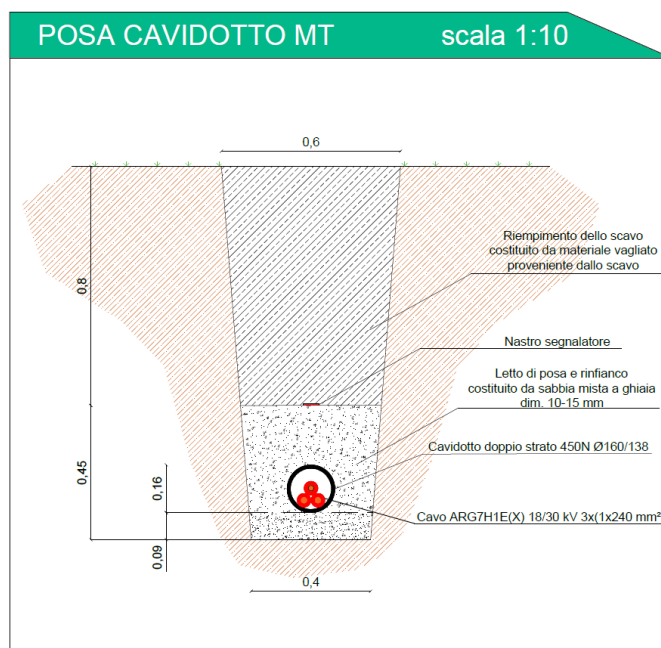 POSA CAVIDOTTO MT scala 1:10
0,6
Riempimento dello scavo
costituito da materiale vagliato
proveniente dallo scavo
0,8
Nastro segnalatore
Letto di posa e rinfianco
costituito da sabbia mista a ghiaia
dim. 10-15 mm
Cavidotto doppio strato 450N Ø160/138
0,45
0,16
Cavo ARG7H1E(X) 18/30 kV 3x(1x240 mm²
0,09
0,4